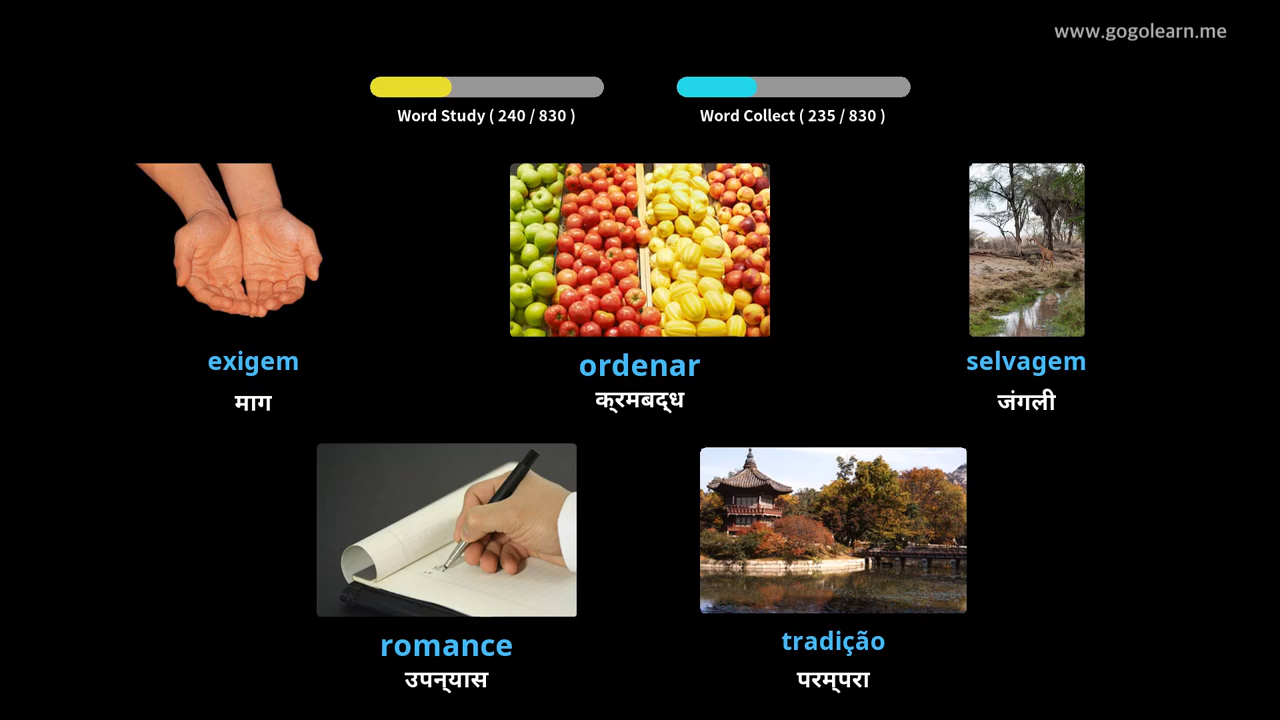 www.gogolearn.me
Word Study ( 240 / 830 )
Word Collect ( 235 / 830 )
exigem
माग
ordenar
क्रमबद्ध
selvagem
जंगली
romance
उपन्यास
tradição
परम्परा